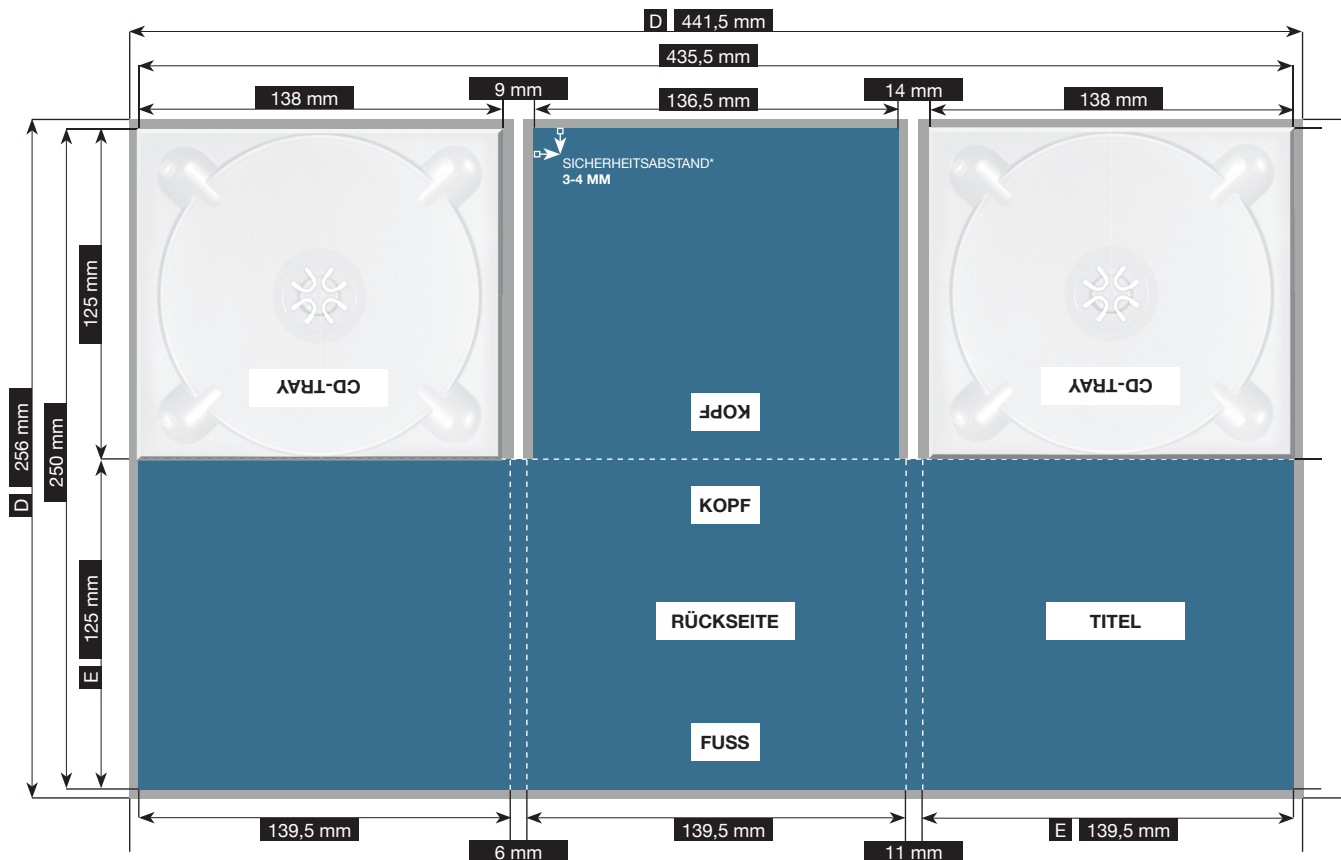 D 441,5 mm
435,5 mm
138 mm
9 mm
136,5 mm
14 mm
138 mm
SICHERHEITSABSTAND*
3-4 MM
125 mm
CD-TRAY
CD-TRAY
KOPF
D 256 mm
250 mm
KOPF
E 125 mm
RÜCKSEITE
TITEL
FUSS
139,5 mm
6 mm
139,5 mm
11 mm
E 139,5 mm